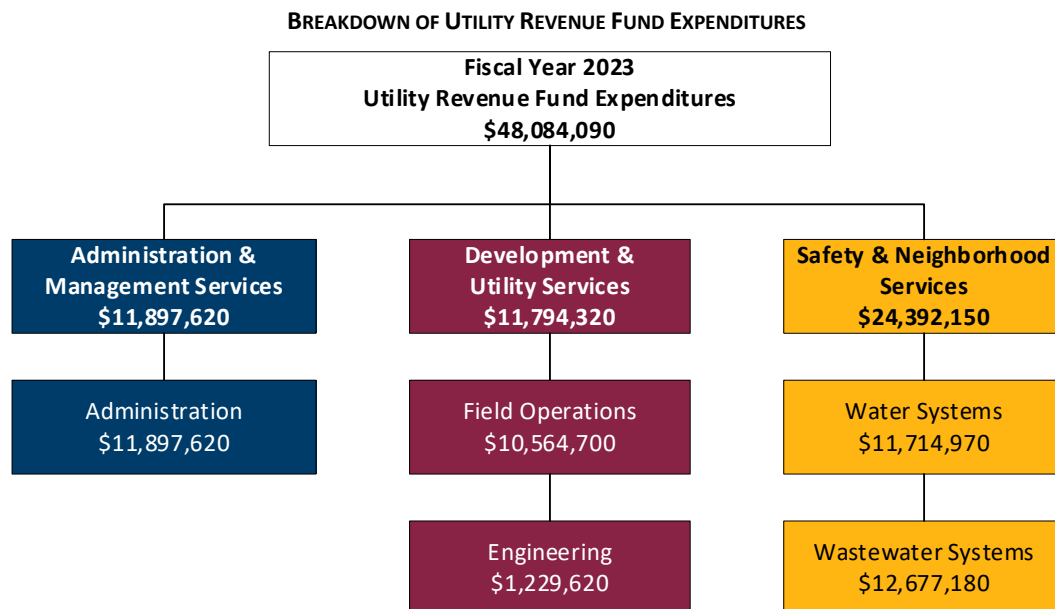 BREAKDOWN OF UTILITY REVENUE FUND EXPENDITURES
Fiscal Year 2023
Utility Revenue Fund Expenditures
$48,084,090
Administration &
Management Services
$11,897,620
Development &
Utility Services
$11,794,320
Safety & Neighborhood
Services
$24,392,150
Administration
$11,897,620
Field Operations
$10,564,700
Water Systems
$11,714,970
Engineering
$1,229,620
Wastewater Systems
$12,677,180